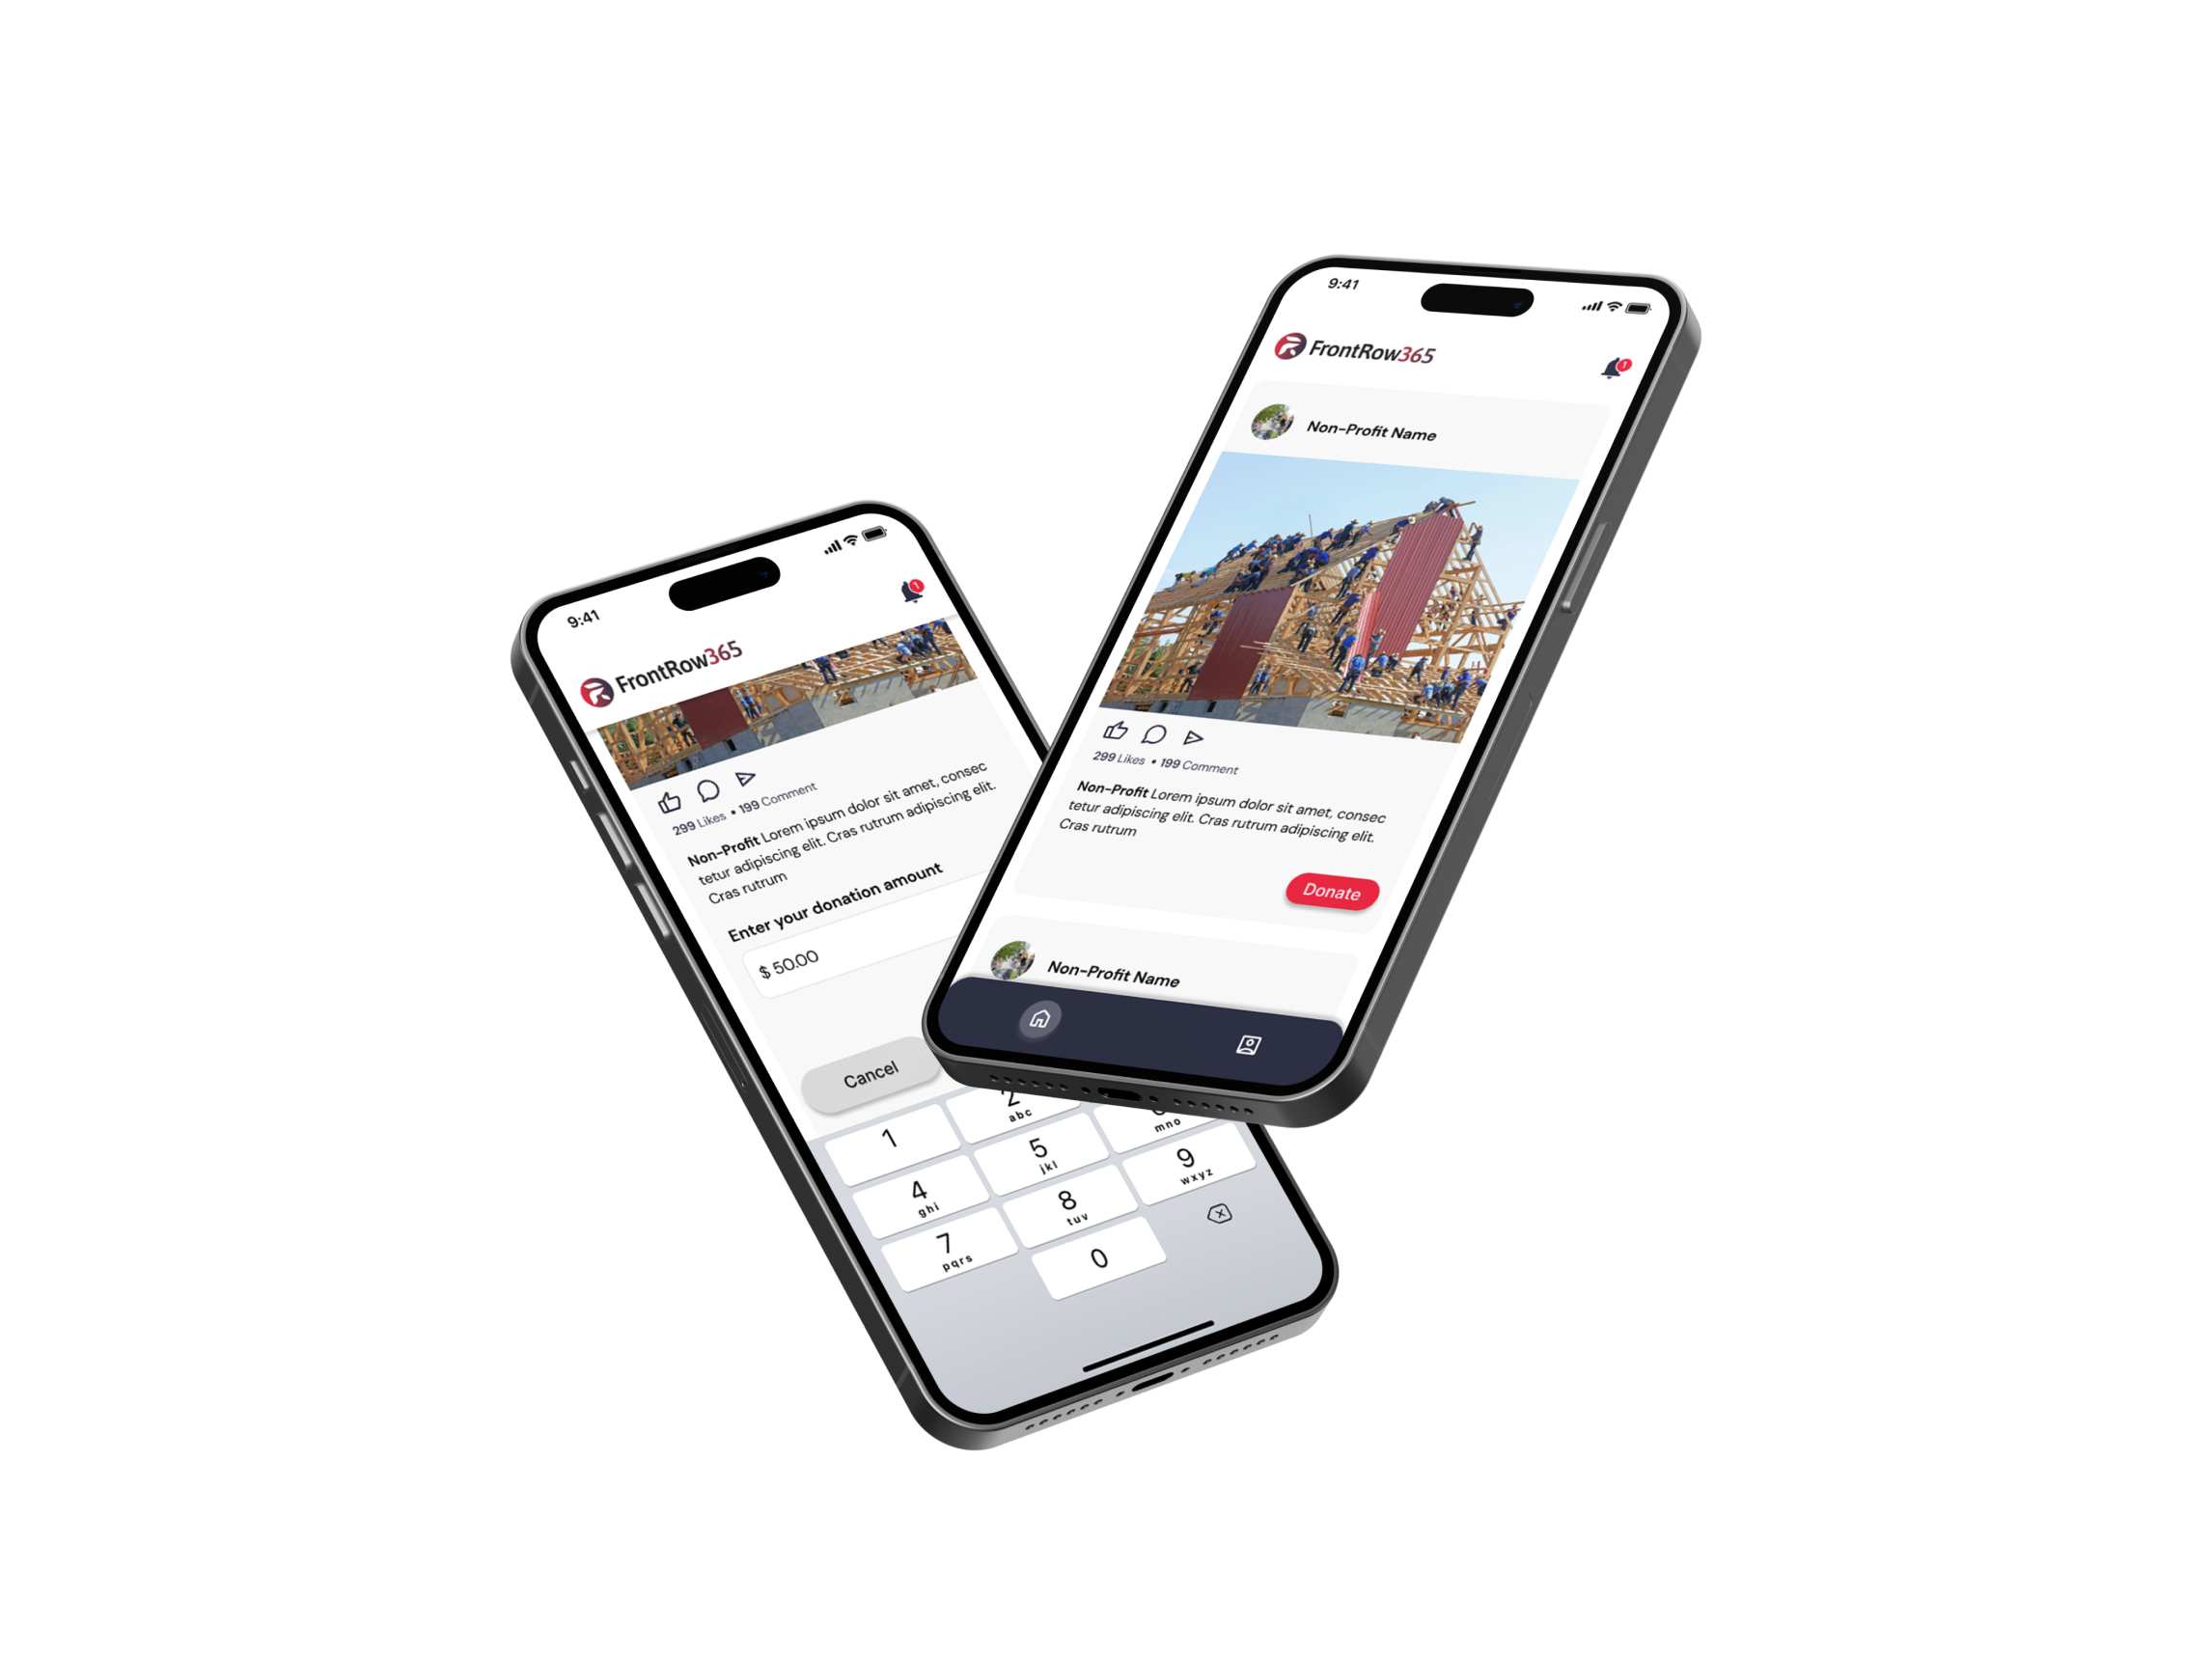 9:41
FrontRow365
1
299 Likes • 199 Comment
Non-Profit Lorem ipsum dolor sit amet, consec
tetur adipiscing elit. Cras rutrum adipiscing elit.
Cras rutrum
Enter your donation amount
$ 50.00
Cancel
1
2
abc
4
ghi
5
jkl
mno
7
pqrs
8
tuv
9
wxyz
0
9:41
FrontRow365
1
Non-Profit Name
299 Likes • 199 Comment
Non-Profit Lorem ipsum dolor sit amet, consec
tetur adipiscing elit. Cras rutrum adipiscing elit.
Cras rutrum
Donate
Non-Profit Name